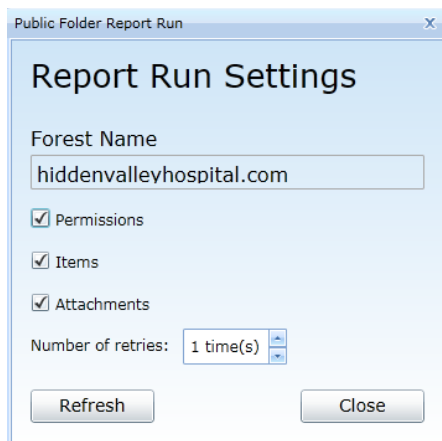 Public Folder Report Run
Report Run Settings
Forest Name
hiddenvalleyhospital.com
Permissions
Items
Attachments
Number of retries: 1 time(s)
Refresh Close